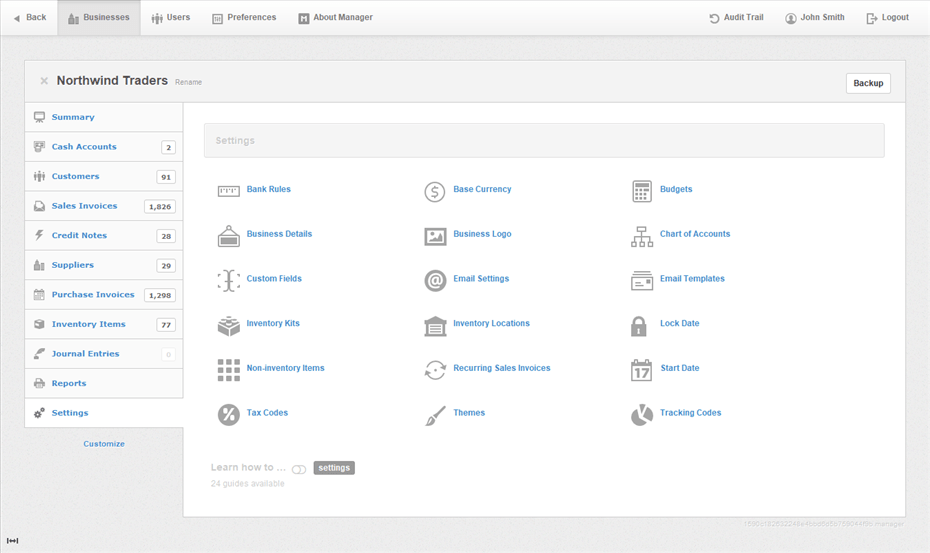 Back Businesses Users Preferences About Manager Audit Trail John Smith Logout
Northwind Traders Rename Backup
Summary
Cash Accounts 2
Customers 91
Sales Invoices 1,826
Credit Notes 28
Suppliers 29
Purchase Invoices 1,298
Inventory Items 77
Journal Entries 0
Reports
Settings
Customize
Settings
Bank Rules Base Currency Budgets
Business Details Business Logo Chart of Accounts
Custom Fields Email Settings Email Templates
Inventory Kits Inventory Locations Lock Date
Non-inventory Items Recurring Sales Invoices 17 Start Date
Tax Codes Themes Tracking Codes
Learn how to ... settings
24 guides available
manager